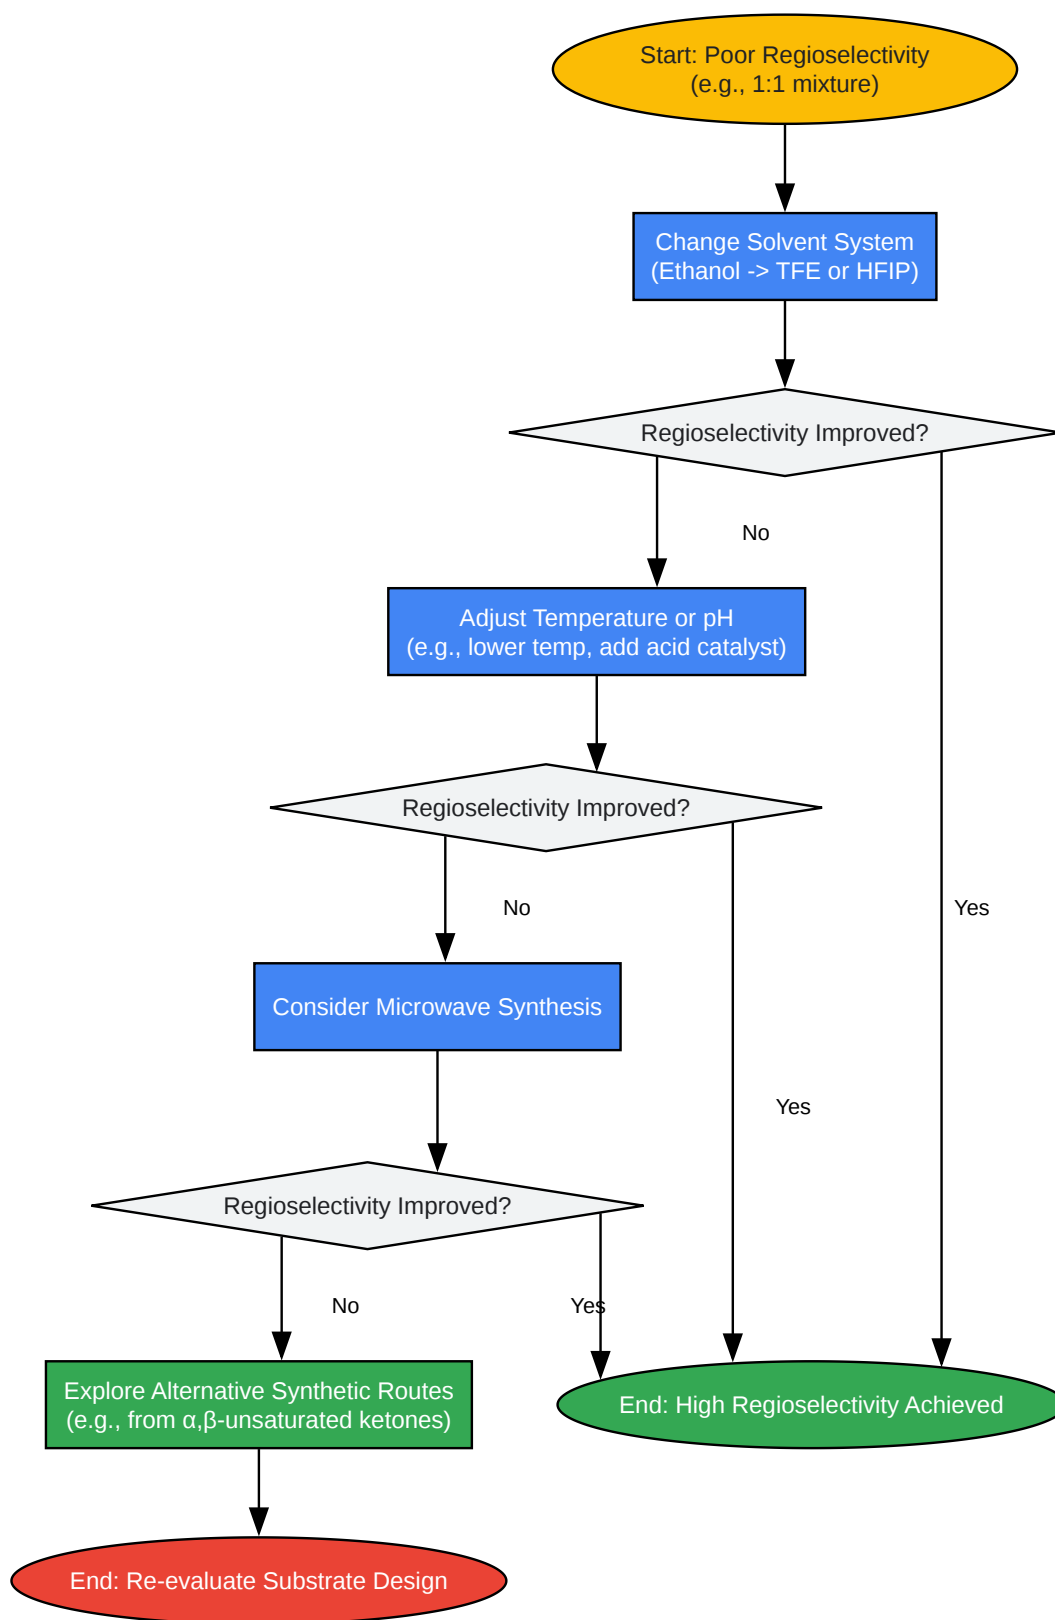 Start: Poor Regioselectivity
(e.g., 1:1 mixture)
Change Solvent System
(Ethanol -> TFE or HFIP)
Regioselectivity Improved?
No
Adjust Temperature or pH
(e.g., lower temp, add acid catalyst)
Regioselectivity Improved?
No
Yes
Consider Microwave Synthesis
Yes
Regioselectivity Improved?
No
Yes
Explore Alternative Synthetic Routes
(e.g., from α,β-unsaturated ketones)
End: High Regioselectivity Achieved
End: Re-evaluate Substrate Design